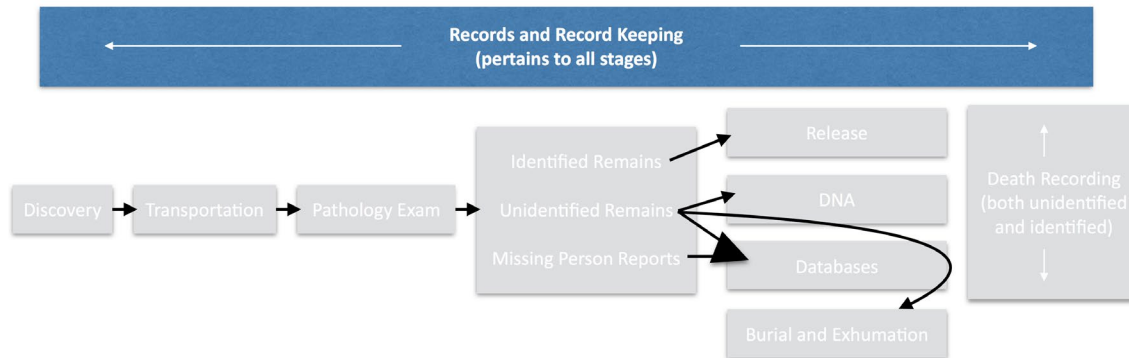 Records and Record Keeping
(pertains to all stages)
Discovery
Transportation
Pathology Exam
Identified Remains
Unidentified Remains
Missing Person Reports
Release
DNA
Databases
Burial and Exhumation
Death Recording
(both unidentified
and identified)